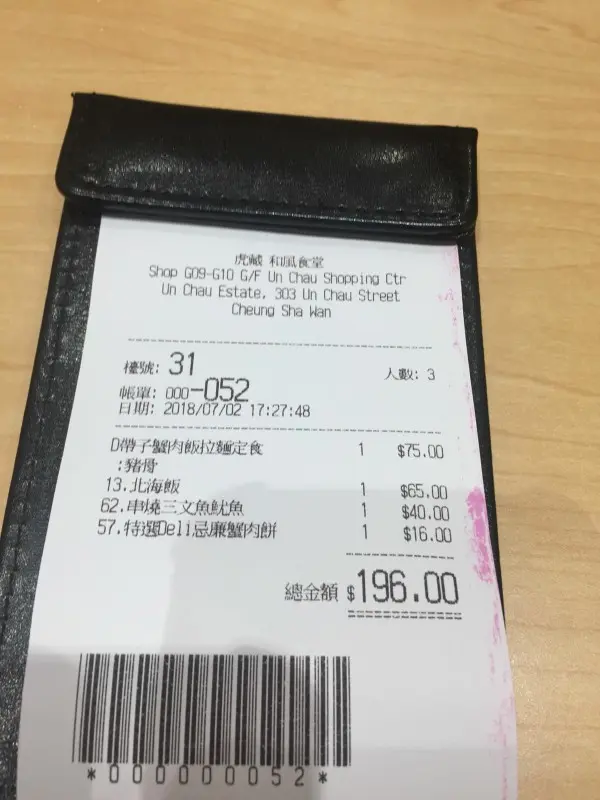 虎藏 和風食堂
Shop G09-G10 G/F Un Chau Shopping Ctr
Un Chau Estate, 303 Un Chau Street
Cheung Sha Wan
檯號: 31 人數: 3
帳單: 000-052
日期: 2018/07/02 17:27:48
D帶子蟹肉飯拉麵定食 1 $75.00
:豬骨
13.北海飯 1 $65.00
62.串燒三文魚魷魚 1 $40.00
57.特選Deli忌廉蟹肉餅 1 $16.00
總金額 $196.00
*000000052*